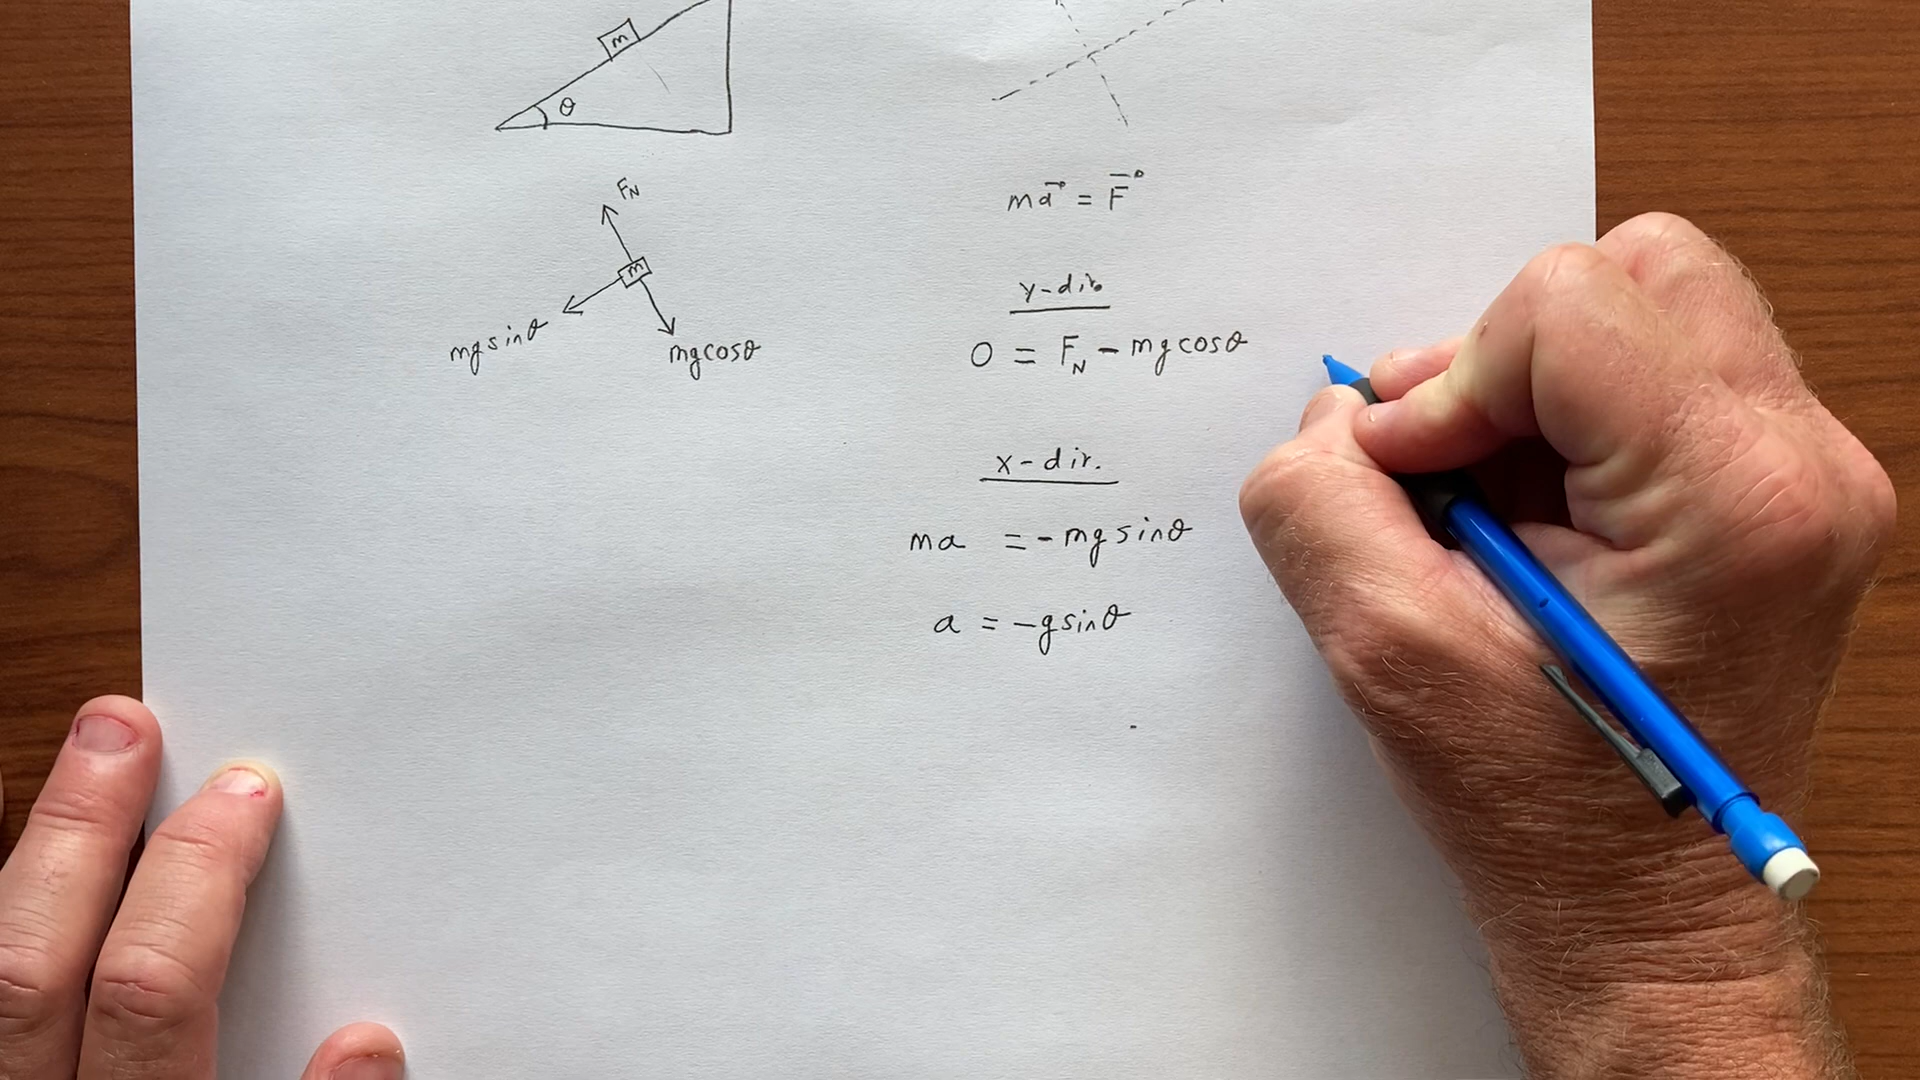 m
θ
F_N
m
mg sinθ
mg cosθ
ma⃗ = F⃗
y-dir.
0 = F_N - mg cosθ
x-dir.
ma = - mg sinθ
a = - g sinθ